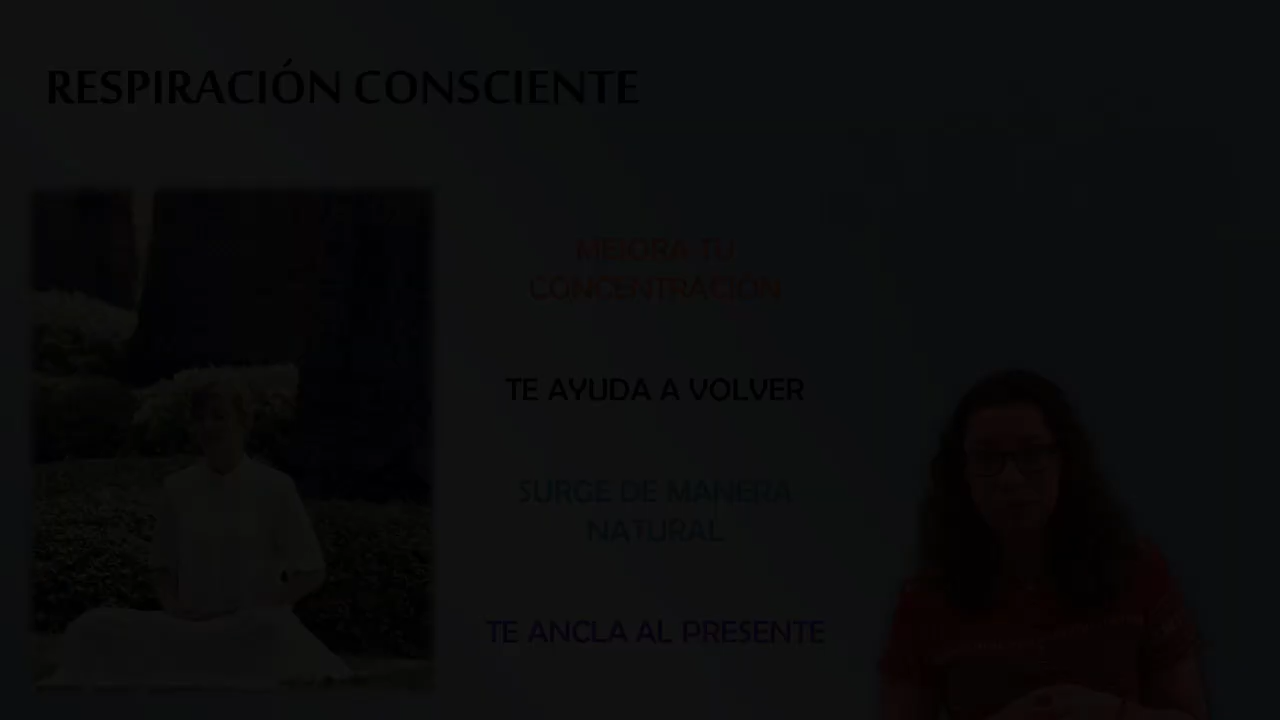 RESPIRACIÓN CONSCIENTE
MEJORA TU
CONCENTRACIÓN
TE AYUDA A VOLVER
SURGE DE MANERA
NATURAL
TE ANCLA AL PRESENTE